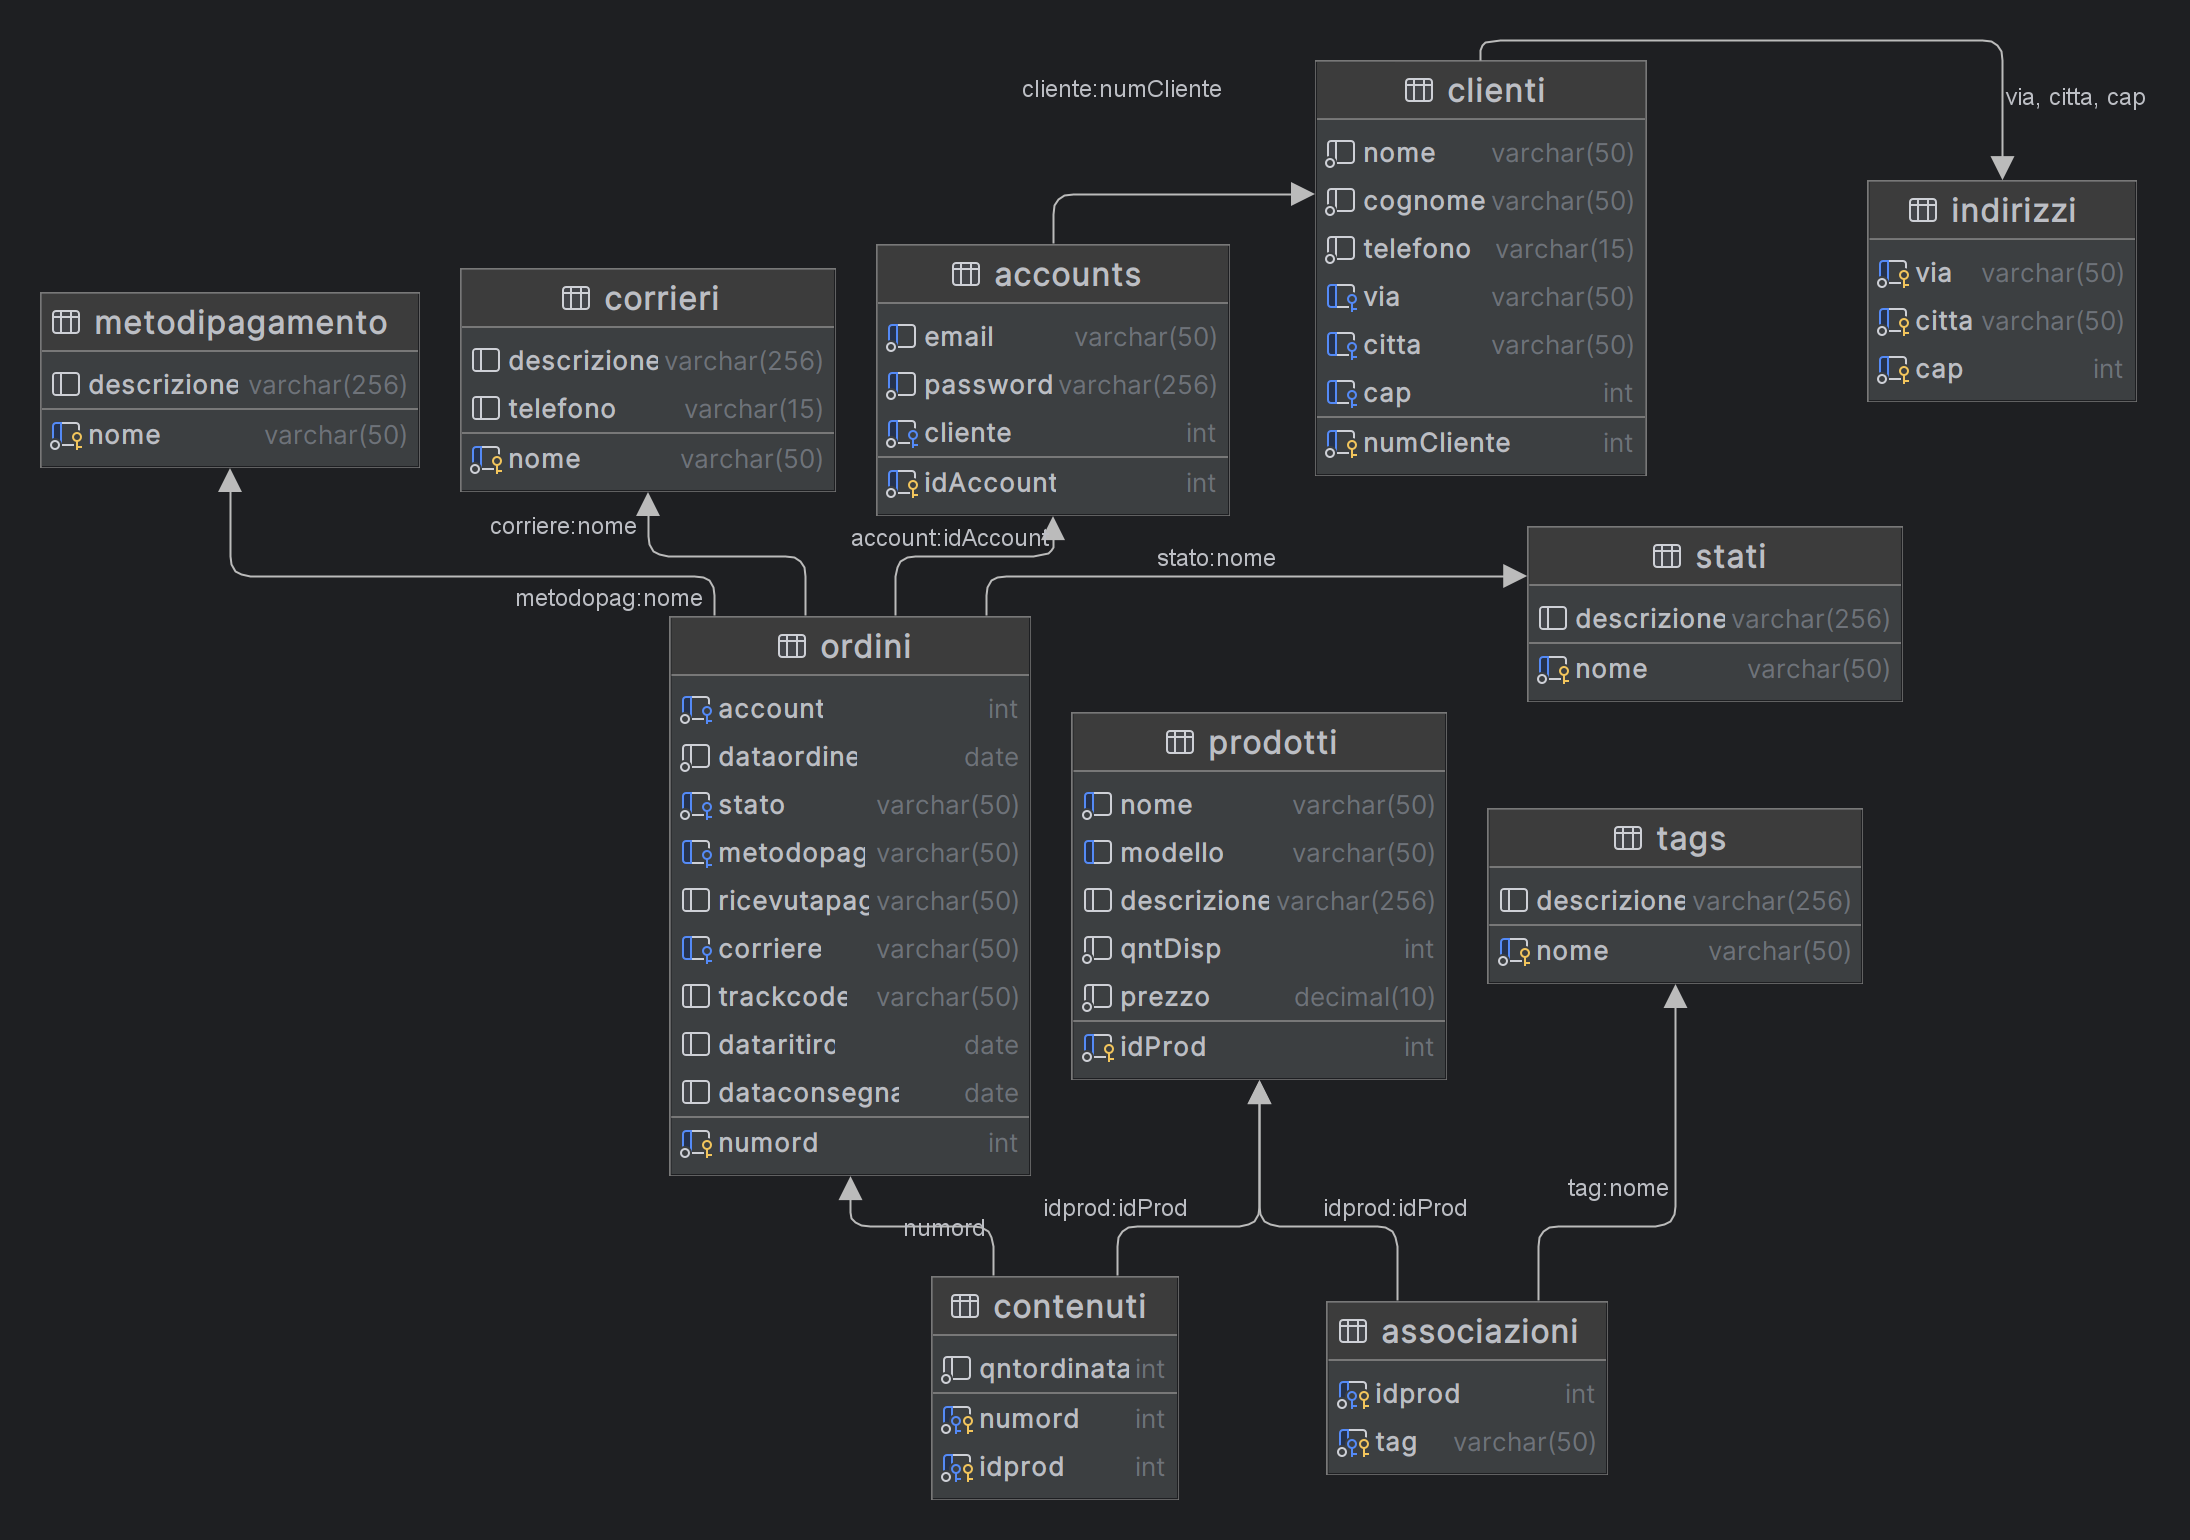 cliente:numCliente
clienti
nome varchar(50)
cognome varchar(50)
telefono varchar(15)
via varchar(50)
citta varchar(50)
cap int
numCliente int
via, citta, cap
indirizzi
via varchar(50)
citta varchar(50)
cap int
metodipagamento
descrizione varchar(256)
nome varchar(50)
corrieri
descrizione varchar(256)
telefono varchar(15)
nome varchar(50)
accounts
email varchar(50)
password varchar(256)
cliente int
idAccount int
corriere:nome
account:idAccount
stato:nome
metodopag:nome
stati
descrizione varchar(256)
nome varchar(50)
ordini
account int
dataordine date
stato varchar(50)
metodopag varchar(50)
ricevutapag varchar(50)
corriere varchar(50)
trackcode varchar(50)
dataritiro date
dataconsegna date
numord int
prodotti
nome varchar(50)
modello varchar(50)
descrizione varchar(256)
qntDisp int
prezzo decimal(10)
idProd int
tags
descrizione varchar(256)
nome varchar(50)
numord
idprod:idProd
idprod:idProd
tag:nome
contenuti
qntordinata int
numord int
idprod int
associazioni
idprod int
tag varchar(50)